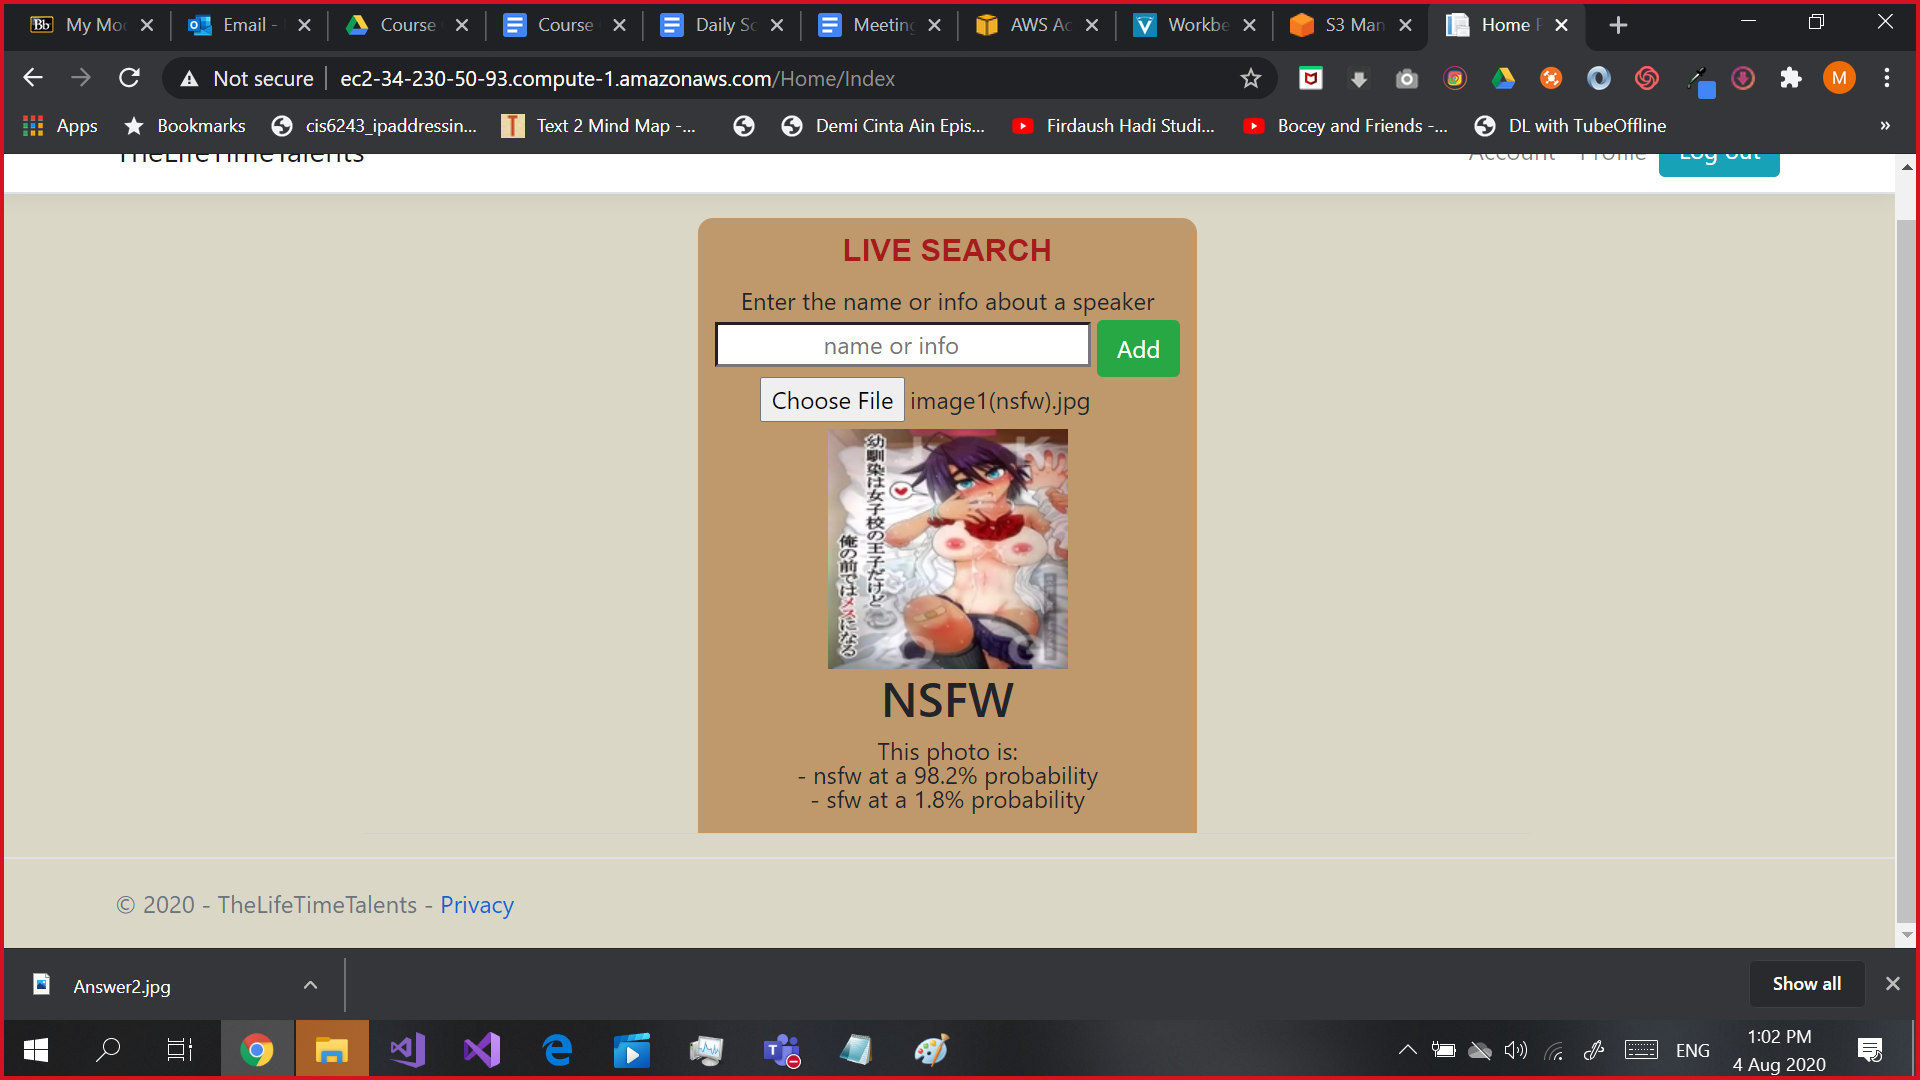 My Mo
Email -
Course
Course
Daily Sc
Meeting
AWS Ac
Workbe
S3 Man
Home P
Not secure
ec2-34-230-50-93.compute-1.amazonaws.com/Home/Index
M
Apps
Bookmarks
cis6243_ipaddressin...
Text 2 Mind Map -...
Demi Cinta Ain Epis...
Firdaush Hadi Studi...
Bocey and Friends -...
DL with TubeOffline
»
TheLifeTimeTalents
Account
Profile
Log out
LIVE SEARCH
Enter the name or info about a speaker
name or info
Add
Choose File
image1(nsfw).jpg
幼馴染は女子校の王子だけど
俺の前ではメスになる
NSFW
This photo is:
- nsfw at a 98.2% probability
- sfw at a 1.8% probability
© 2020 - TheLifeTimeTalents - Privacy
Answer2.jpg
Show all
ENG
1:02 PM
4 Aug 2020